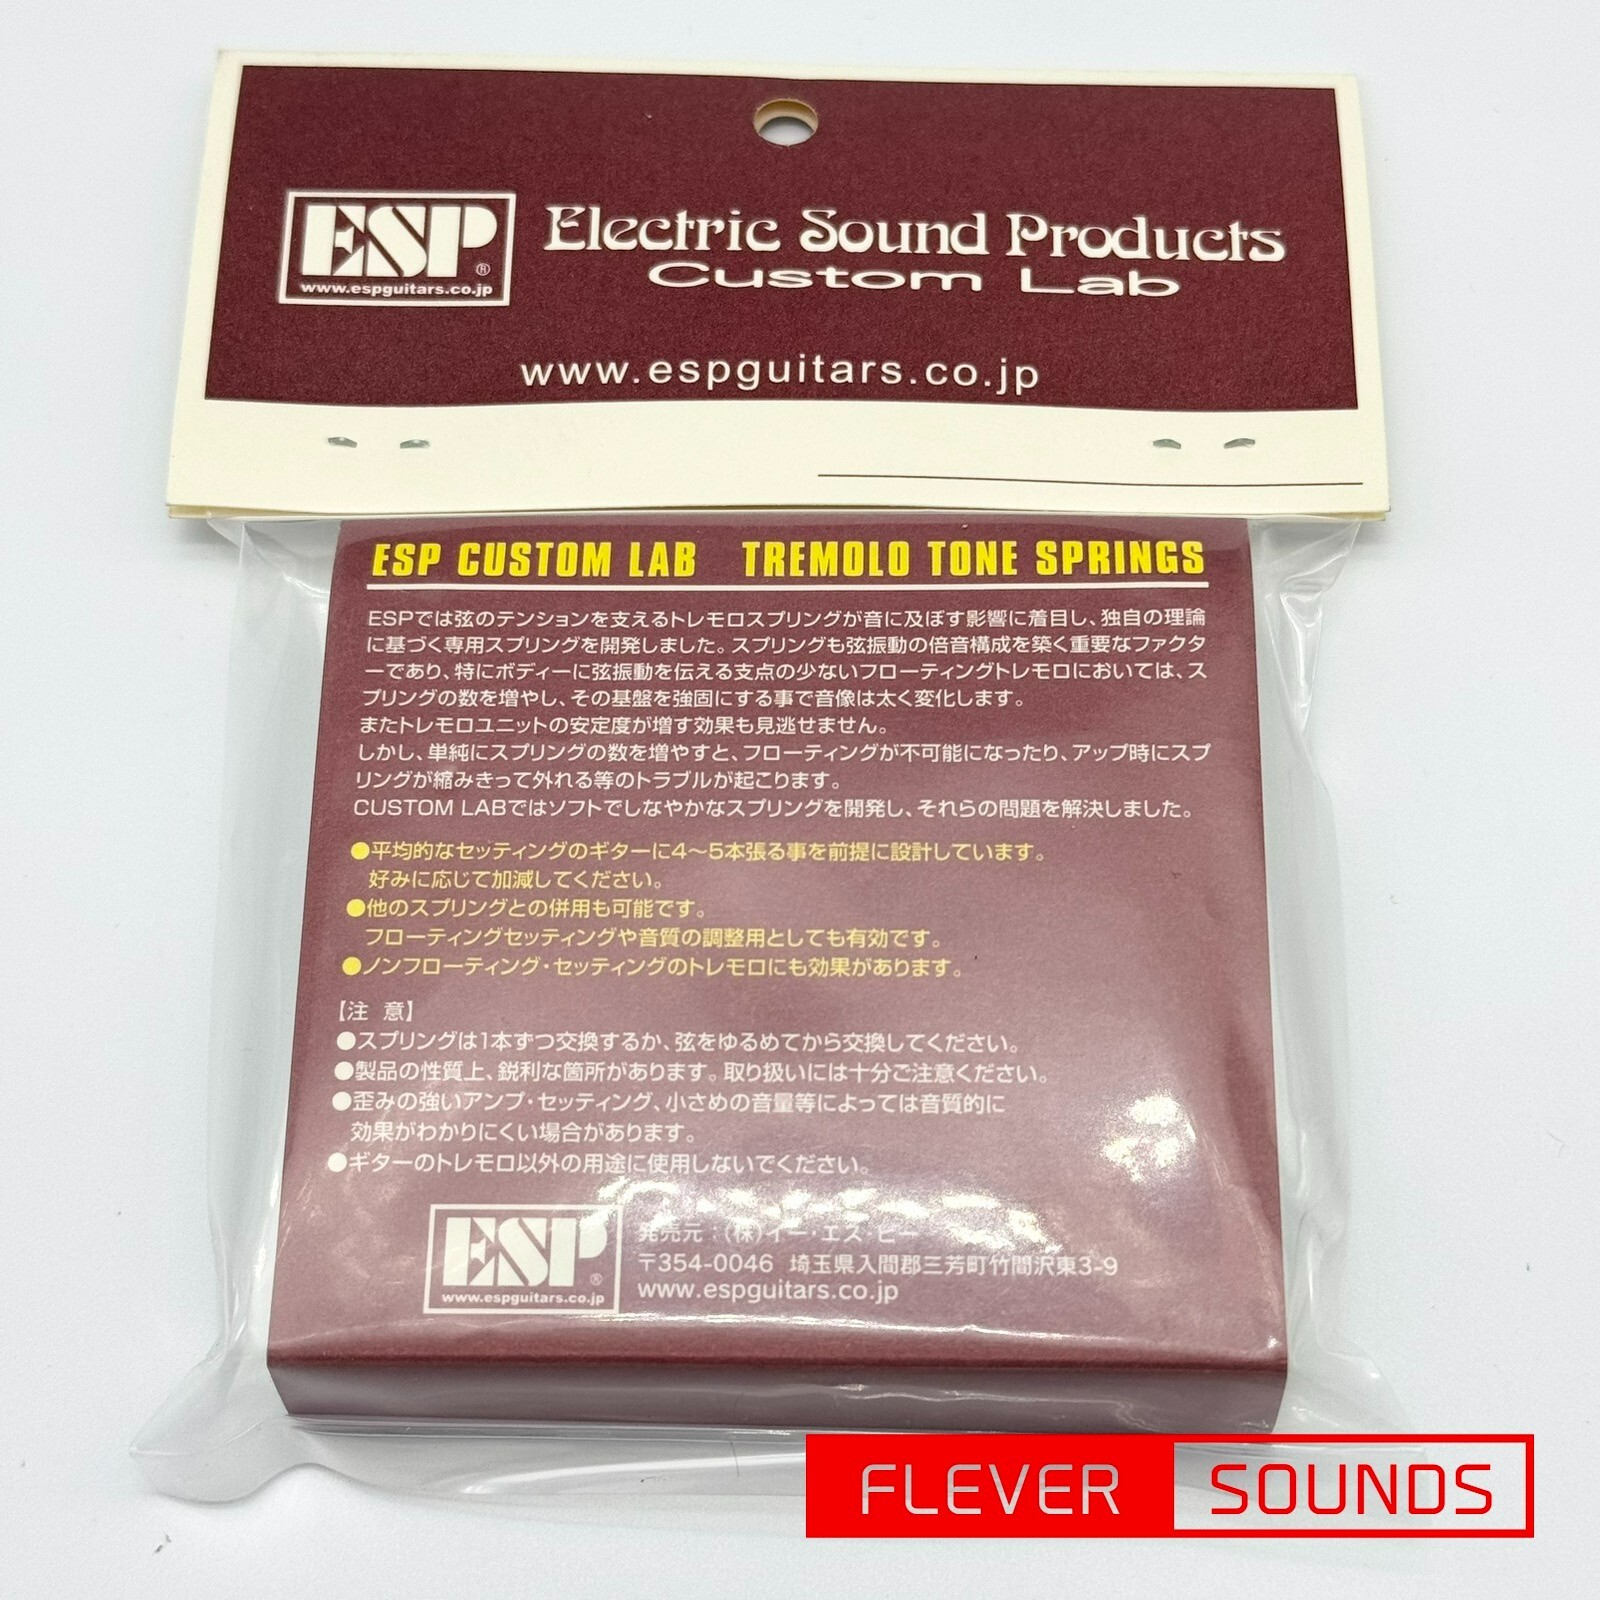 ESP®
www.espguitars.co.jp
Electric Sound Products
Custom Lab
www.espguitars.co.jp
ESP CUSTOM LAB TREMOLO TONE SPRINGS
ESPでは弦のテンションを支えるトレモロスプリングが音に及ぼす影響に着目し、独自の理論
に基づく専用スプリングを開発しました。スプリングも弦振動の倍音構成を築く重要なファクタ
ーであり、特にボディーに弦振動を伝える支点の少ないフローティングトレモロにおいては、ス
プリングの数を増やし、その基盤を強固にする事で音像は太く変化します。
またトレモロユニットの安定度が増す効果も見逃せません。
しかし、単純にスプリングの数を増やすと、フローティングが不可能になったり、アップ時にスプ
リングが縮みきって外れる等のトラブルが起こります。
CUSTOM LABではソフトでしなやかなスプリングを開発し、それらの問題を解決しました。
●平均的なセッティングのギターに4〜5本張る事を前提に設計しています。
好みに応じて加減してください。
●他のスプリングとの併用も可能です。
フローティングセッティングや音質の調整用としても有効です。
●ノンフローティング・セッティングのトレモロにも効果があります。
【注 意】
●スプリングは1本ずつ交換するか、弦をゆるめてから交換してください。
●製品の性質上、鋭利な箇所があります。取り扱いには十分ご注意ください。
●歪みの強いアンプ・セッティング、小さめの音量等によっては音質的に
効果がわかりにくい場合があります。
●ギターのトレモロ以外の用途に使用しないでください。
ESP®
www.espguitars.co.jp
発売元:(株)イー・エス・ピー
〒354-0046 埼玉県入間郡三芳町竹間沢東3-9
www.espguitars.co.jp
FLEVER SOUNDS